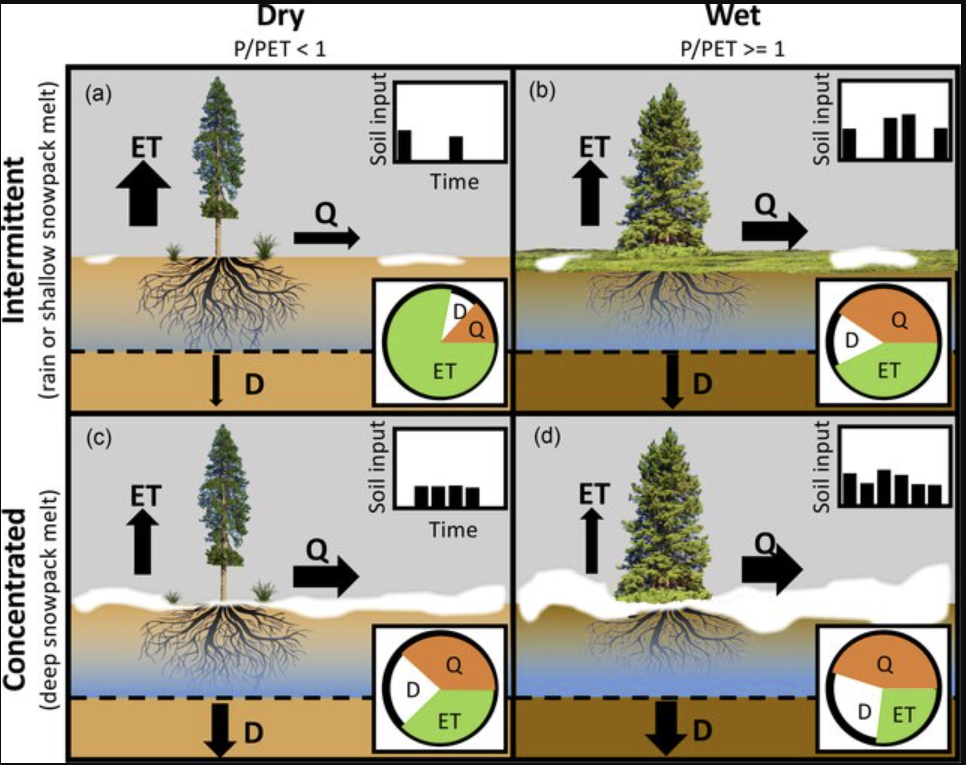 Dry
Wet
P/PET < 1
P/PET >= 1
Intermittent
(rain or shallow snowpack melt)
(a)
ET
Q
D
Soil input
Time
D
Q
ET
(b)
ET
Q
D
Soil input
Q
D
ET
Concentrated
(deep snowpack melt)
(c)
ET
Q
D
Soil input
Time
Q
D
ET
(d)
ET
Q
D
Soil input
Q
D
ET